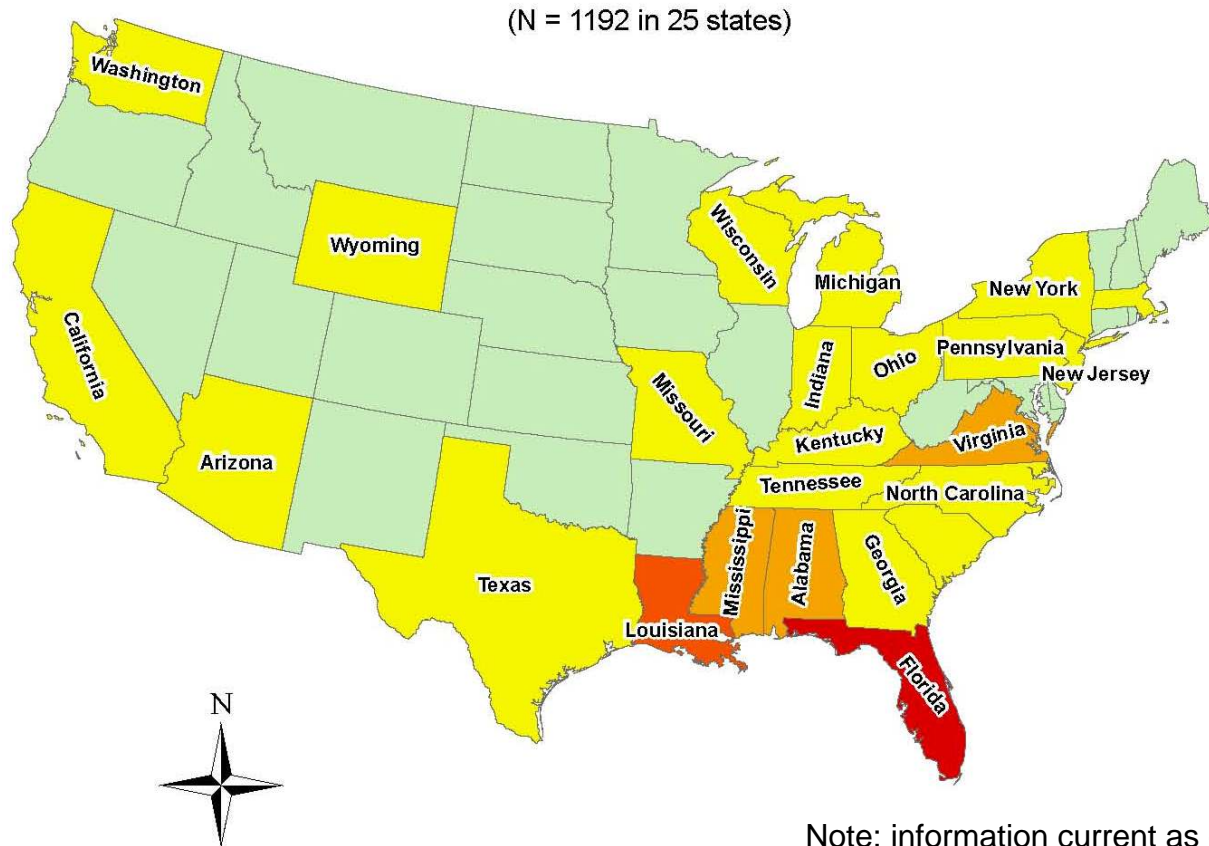 (N = 1192 in 25 states)
Washington
Wyoming
Wisconsin
Michigan
New York
California
Missouri
Indiana
Ohio
Pennsylvania
New Jersey
Arizona
Kentucky
Virginia
Tennessee
North Carolina
Texas
Louisiana
Mississippi
Alabama
Georgia
Florida
N
Note: information current as